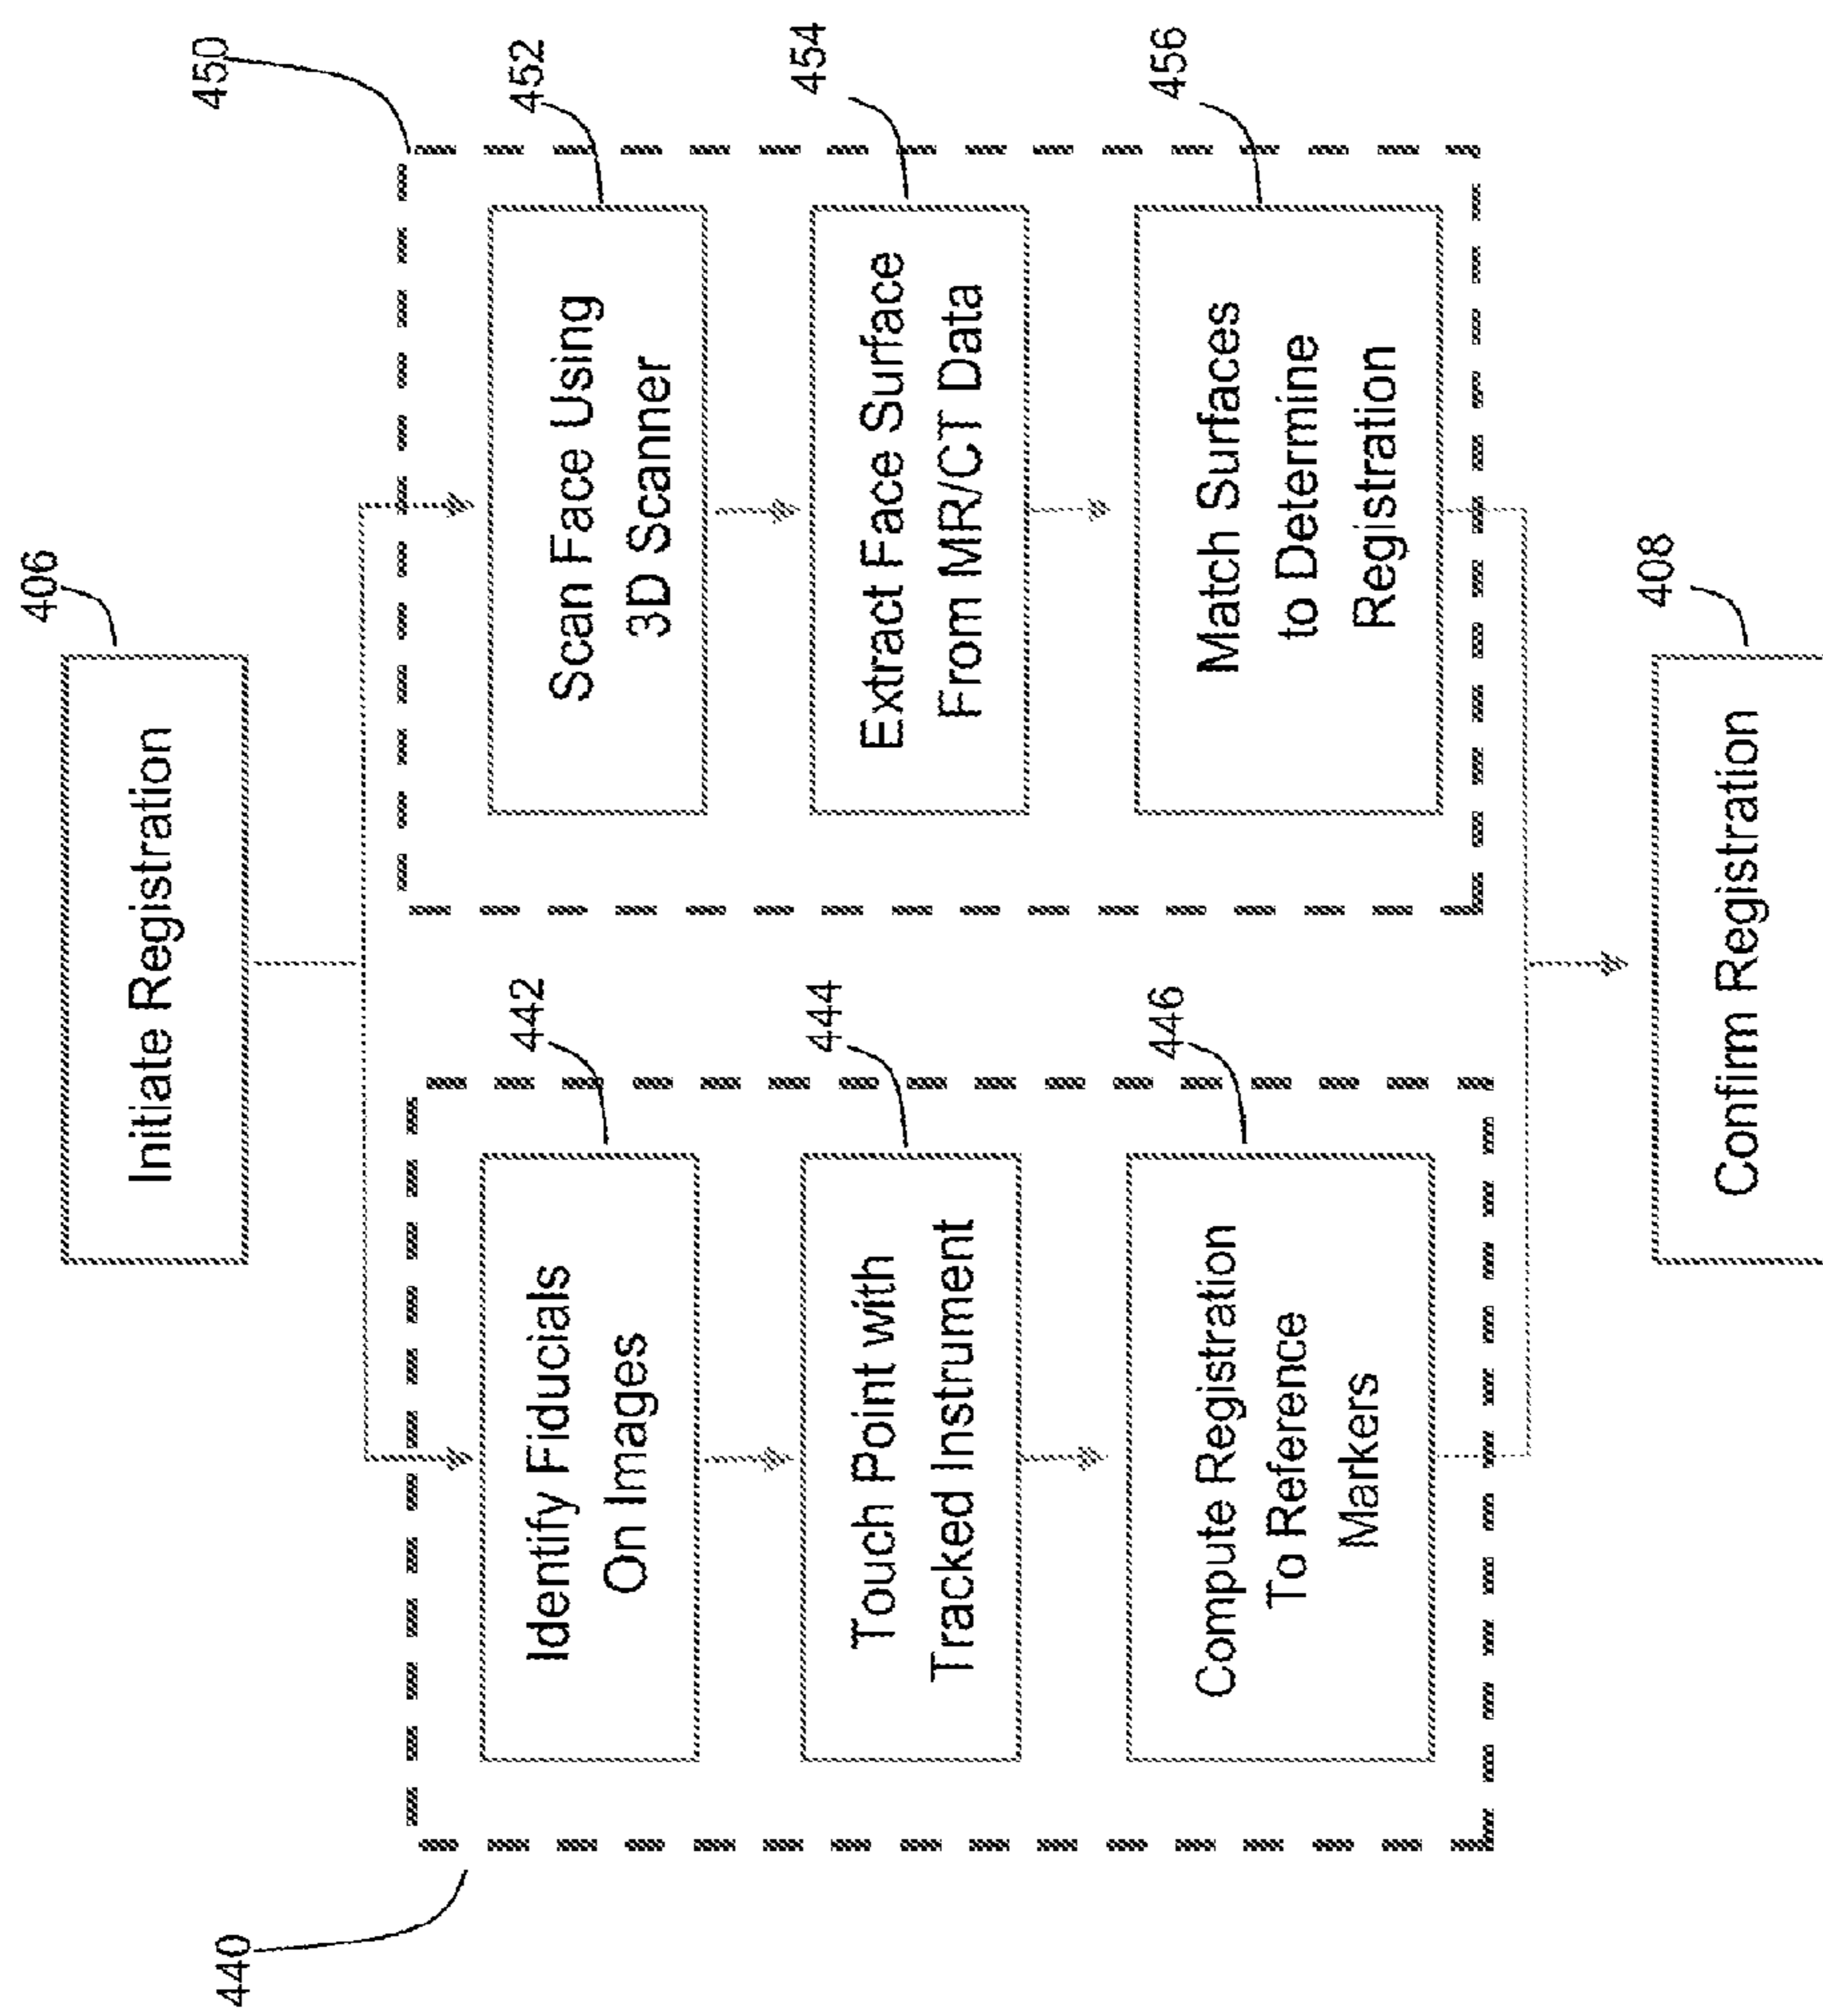 406
Initiate Registration
440
442
Identify Fiducials
On Images
444
Touch Point with
Tracked Instrument
446
Compute Registration
To Reference
Markers
450
452
Scan Face Using
3D Scanner
454
Extract Face Surface
From MR/CT Data
456
Match Surfaces
to Determine
Registration
408
Confirm Registration